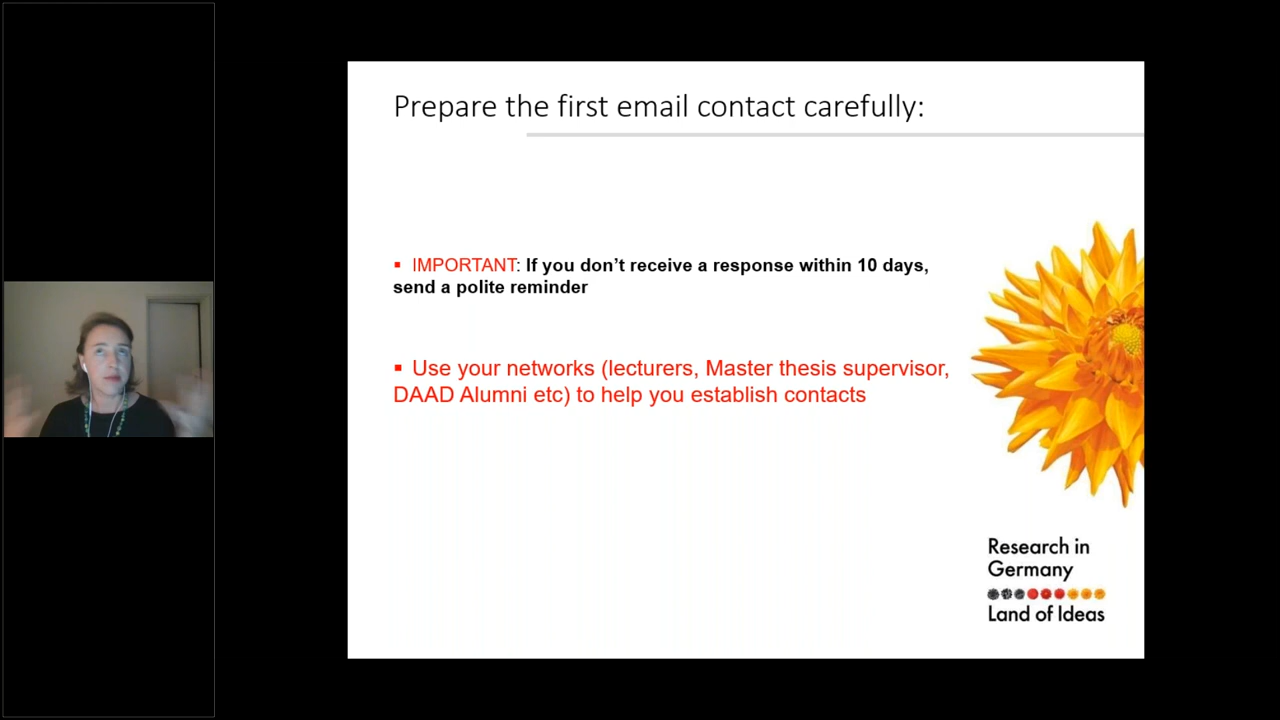 Prepare the first email contact carefully:
▪ IMPORTANT: If you don’t receive a response within 10 days,
send a polite reminder
▪ Use your networks (lecturers, Master thesis supervisor,
DAAD Alumni etc) to help you establish contacts
Research in
Germany
Land of Ideas